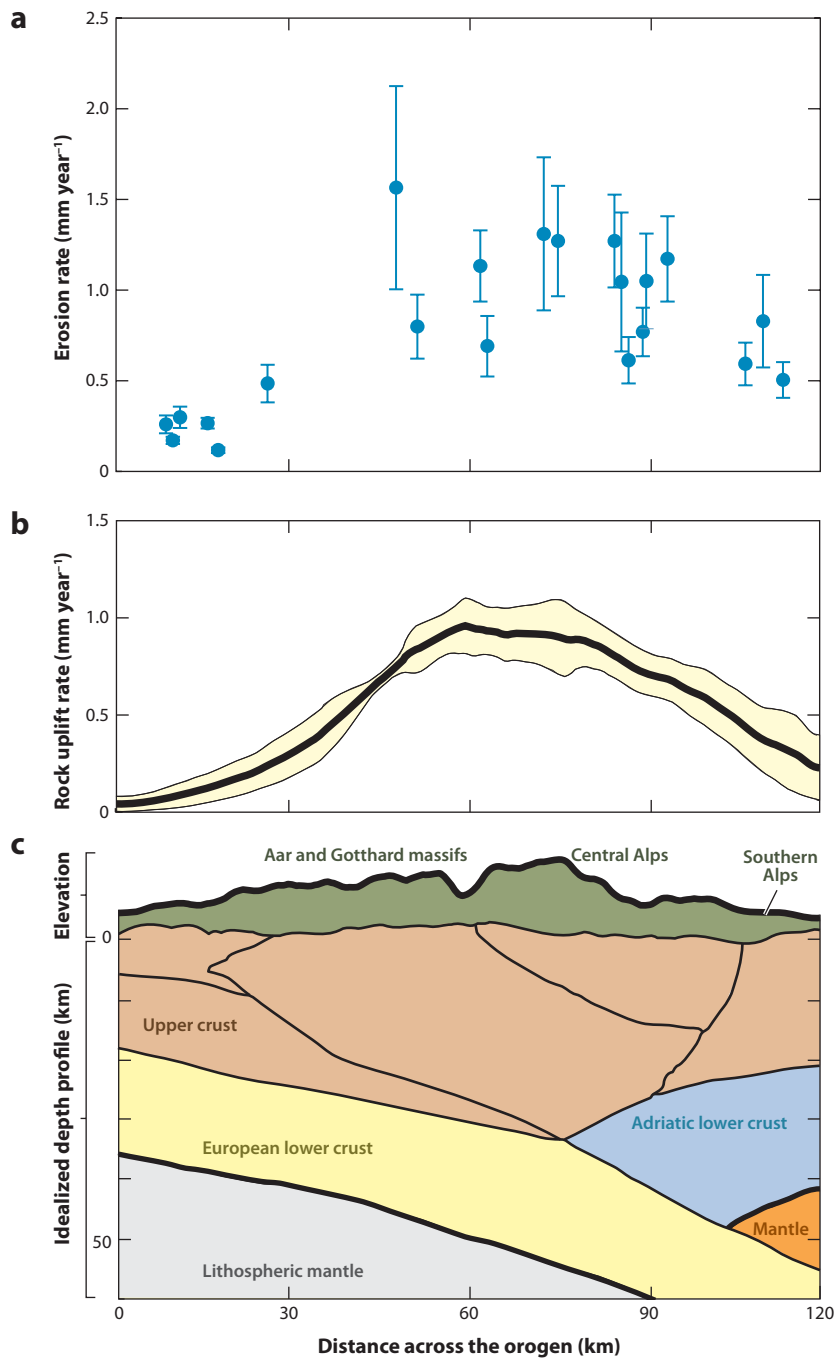 a
2.5
2.0
1.5
1.0
0.5
0
Erosion rate (mm year⁻¹)
b
1.5
1.0
0.5
0
Rock uplift rate (mm year⁻¹)
c
Aar and Gotthard massifs
Central Alps
Southern
Alps
Elevation
0
Idealized depth profile (km)
50
Upper crust
European lower crust
Adriatic lower crust
Mantle
Lithospheric mantle
0 30 60 90 120
Distance across the orogen (km)